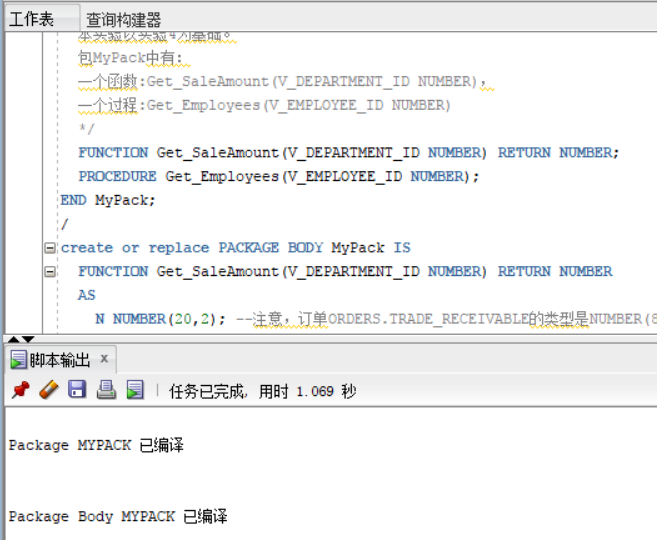 工作表 查询构建器
本实验以实验4为基础。
包MyPack中有:
一个函数:Get_SaleAmount(V_DEPARTMENT_ID NUMBER),
一个过程:Get_Employees(V_EMPLOYEE_ID NUMBER)
*/
FUNCTION Get_SaleAmount(V_DEPARTMENT_ID NUMBER) RETURN NUMBER;
PROCEDURE Get_Employees(V_EMPLOYEE_ID NUMBER);
END MyPack;
/
create or replace PACKAGE BODY MyPack IS
FUNCTION Get_SaleAmount(V_DEPARTMENT_ID NUMBER) RETURN NUMBER
AS
N NUMBER(20,2); --注意，订单ORDERS.TRADE_RECEIVABLE的类型是NUMBER(8
脚本输出 x
任务已完成, 用时 1.069 秒
Package MYPACK 已编译
Package Body MYPACK 已编译